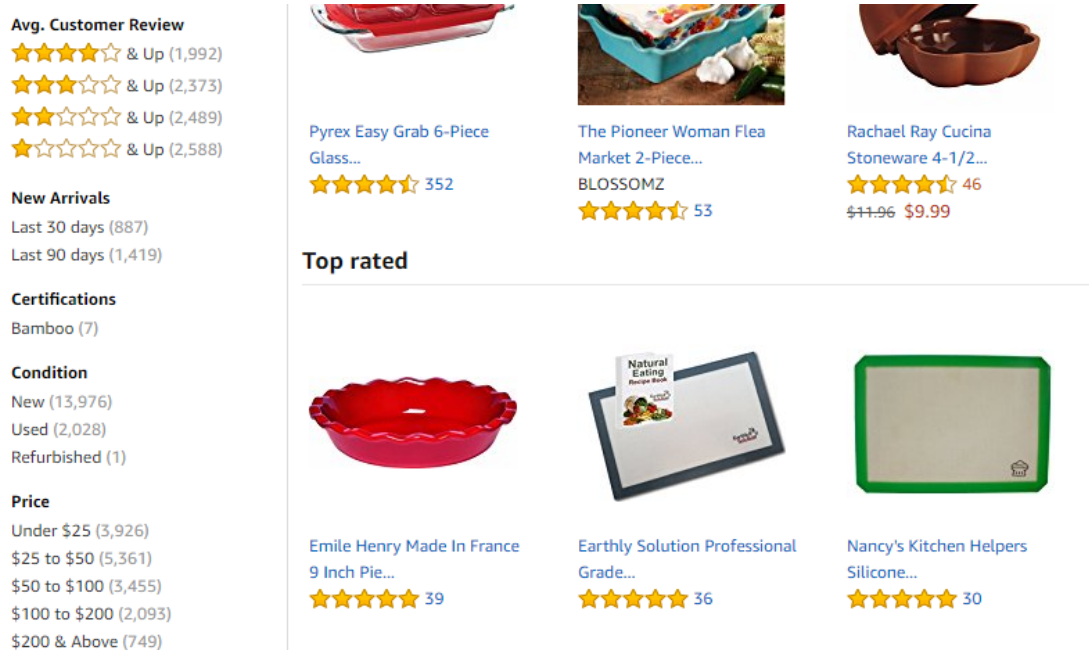 Avg. Customer Review
& Up (1,992)
& Up (2,373)
& Up (2,489)
& Up (2,588)
New Arrivals
Last 30 days (887)
Last 90 days (1,419)
Certifications
Bamboo (7)
Condition
New (13,976)
Used (2,028)
Refurbished (1)
Price
Under $25 (3,926)
$25 to $50 (5,361)
$50 to $100 (3,455)
$100 to $200 (2,093)
$200 & Above (749)
Pyrex Easy Grab 6-Piece
Glass...
352
The Pioneer Woman Flea
Market 2-Piece...
BLOSSOMZ
53
Rachael Ray Cucina
Stoneware 4-1/2...
46
$11.96 $9.99
Top rated
Natural
Eating
Recipe Book
Earthly
Solution
Emile Henry Made In France
9 Inch Pie...
39
Earthly Solution Professional
Grade...
36
Nancy's Kitchen Helpers
Silicone...
30